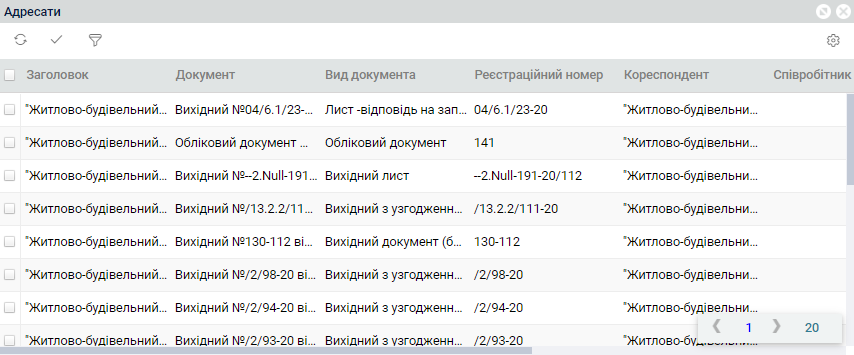 Адресати
Заголовок Документ Вид документа Реєстраційний номер Кореспондент Співробітник
"Житлово-будівельний... Вихідний №04/6.1/23-... Лист -відповідь на зап... 04/6.1/23-20 "Житлово-будівельни...
"Житлово-будівельний... Обліковий документ ... Обліковий документ 141 "Житлово-будівельни...
"Житлово-будівельний... Вихідний №--2.Null-191... Вихідний лист --2.Null-191-20/112 "Житлово-будівельни...
"Житлово-будівельний... Вихідний №/13.2.2/11... Вихідний з узгодженн... /13.2.2/111-20 "Житлово-будівельни...
"Житлово-будівельний... Вихідний №130-112 ві... Вихідний документ (б... 130-112 "Житлово-будівельни...
"Житлово-будівельний... Вихідний №/2/98-20 ві... Вихідний з узгодженн... /2/98-20 "Житлово-будівельни...
"Житлово-будівельний... Вихідний №/2/94-20 ві... Вихідний з узгодженн... /2/94-20 "Житлово-будівельни...
"Житлово-будівельний... Вихідний №/2/93-20 ві... Вихідний з узгодженн... /2/93-20 "Житлово-будівельни...
1 20